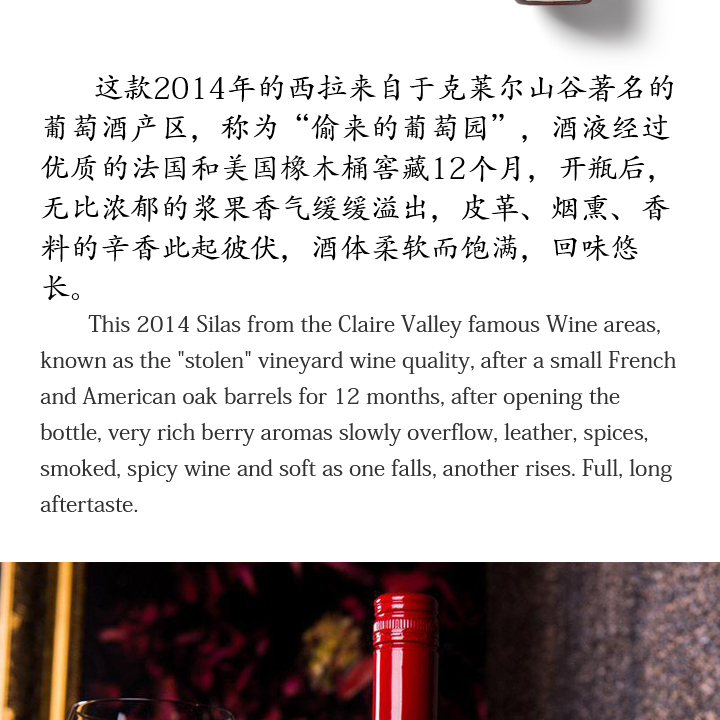 这款2014年的西拉来自于克莱尔山谷著名的
葡萄酒产区，称为“偷来的葡萄园”，酒液经过
优质的法国和美国橡木桶窖藏12个月，开瓶后，
无比浓郁的浆果香气缓缓溢出，皮革、烟熏、香
料的辛香此起彼伏，酒体柔软而饱满，回味悠
长。
This 2014 Silas from the Claire Valley famous Wine areas,
known as the "stolen" vineyard wine quality, after a small French
and American oak barrels for 12 months, after opening the
bottle, very rich berry aromas slowly overflow, leather, spices,
smoked, spicy wine and soft as one falls, another rises. Full, long
aftertaste.